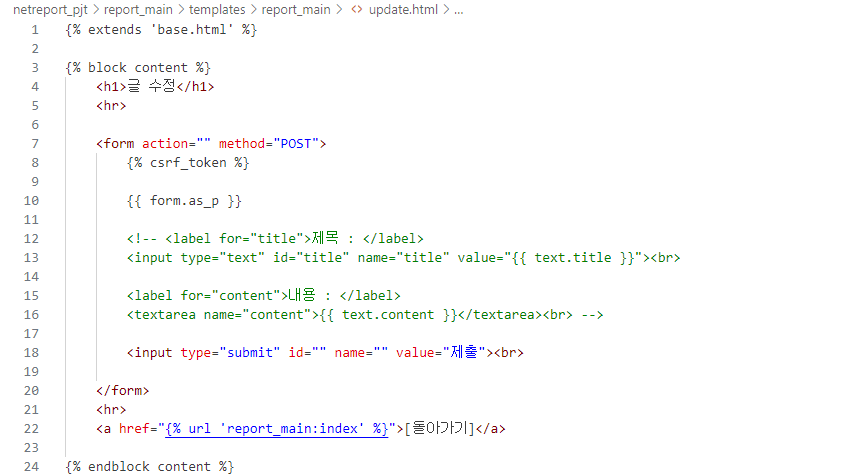 netreport_pjt > report_main > templates > report_main > <> update.html > ...
1 {% extends 'base.html' %}
2
3 {% block content %}
4 <h1>글 수정</h1>
5 <hr>
6
7 <form action="" method="POST">
8 {% csrf_token %}
9
10 {{ form.as_p }}
11
12 <!-- <label for="title">제목 : </label>
13 <input type="text" id="title" name="title" value="{{ text.title }}"><br>
14
15 <label for="content">내용 : </label>
16 <textarea name="content">{{ text.content }}</textarea><br> -->
17
18 <input type="submit" id="" name="" value="제출"><br>
19
20 </form>
21 <hr>
22 <a href="{% url 'report_main:index' %}">[돌아가기]</a>
23
24 {% endblock content %}